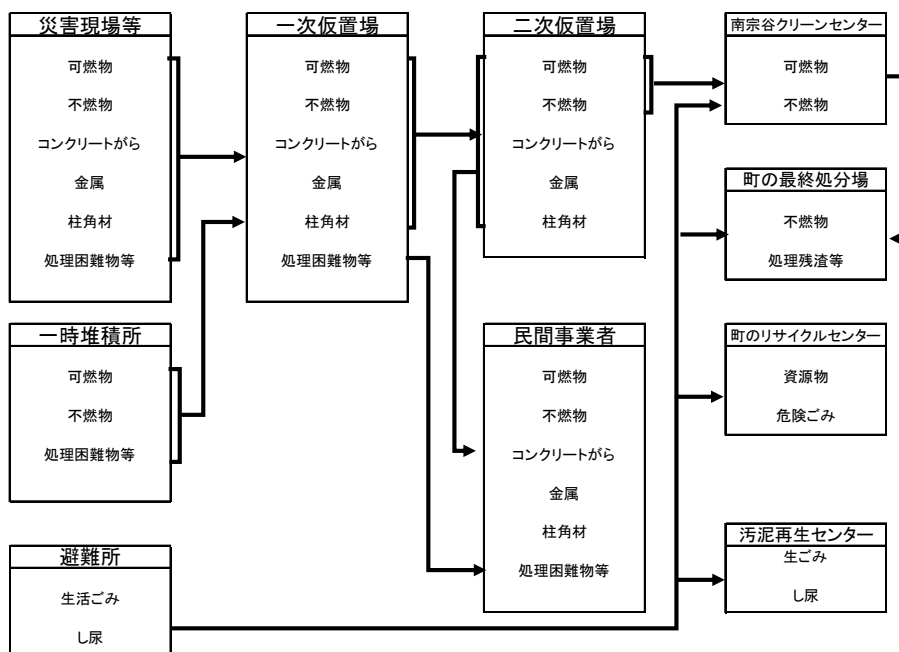 災害現場等
可燃物
不燃物
コンクリートがら
金属
柱角材
処理困難物等
一時堆積所
可燃物
不燃物
処理困難物等
避難所
生活ごみ
し尿
一次仮置場
可燃物
不燃物
コンクリートがら
金属
柱角材
処理困難物等
二次仮置場
可燃物
不燃物
コンクリートがら
金属
柱角材
民間事業者
可燃物
不燃物
コンクリートがら
金属
柱角材
処理困難物等
南宗谷クリーンセンター
可燃物
不燃物
町の最終処分場
不燃物
処理残渣等
町のリサイクルセンター
資源物
危険ごみ
汚泥再生センター
生ごみ
し尿